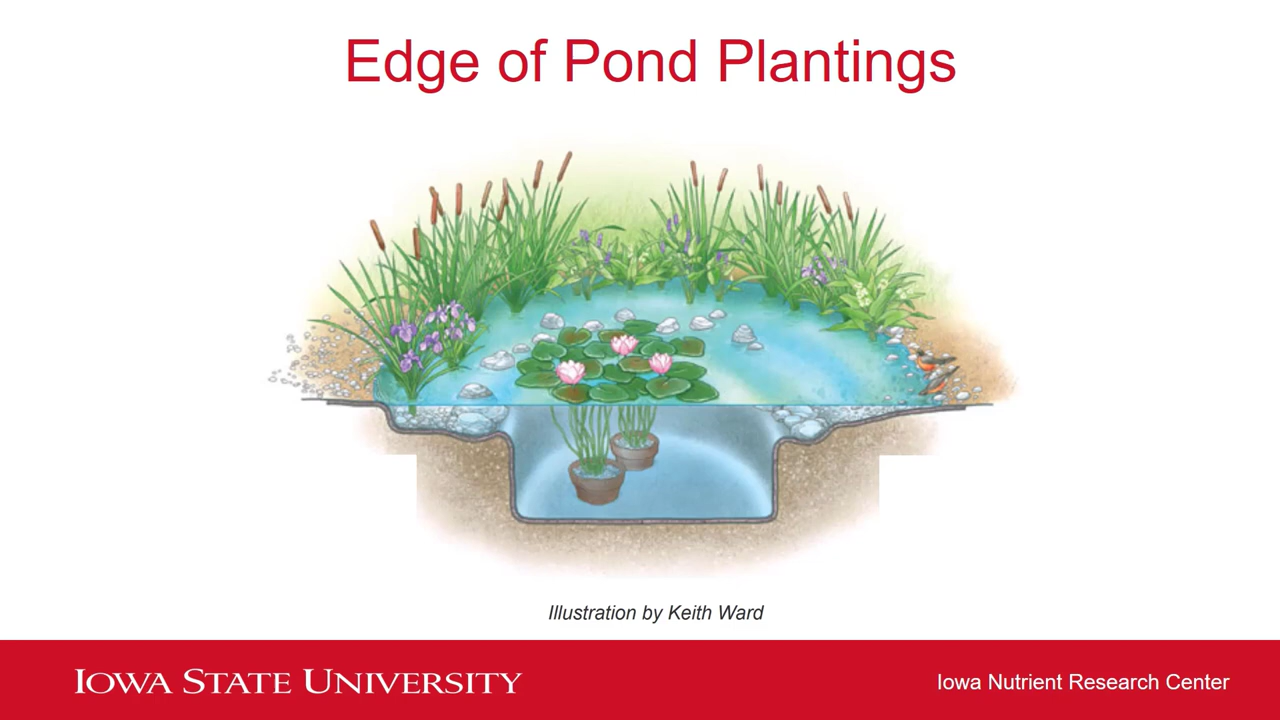 Edge of Pond Plantings
Illustration by Keith Ward
IOWA STATE UNIVERSITY
Iowa Nutrient Research Center